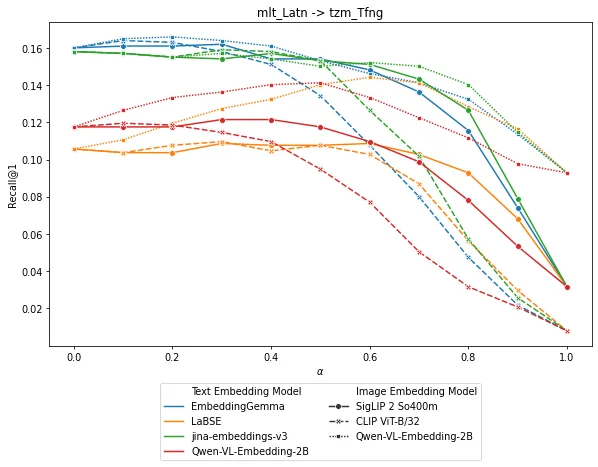 mlt_Latn -> tzm_Tfng
0.16
0.14
0.12
0.10
0.08
0.06
0.04
0.02
Recall@1
0.0 0.2 0.4 0.6 0.8 1.0
α
Text Embedding Model Image Embedding Model
EmbeddingGemma SigLIP 2 So400m
LaBSE CLIP ViT-B/32
jina-embeddings-v3 Qwen-VL-Embedding-2B
Qwen-VL-Embedding-2B